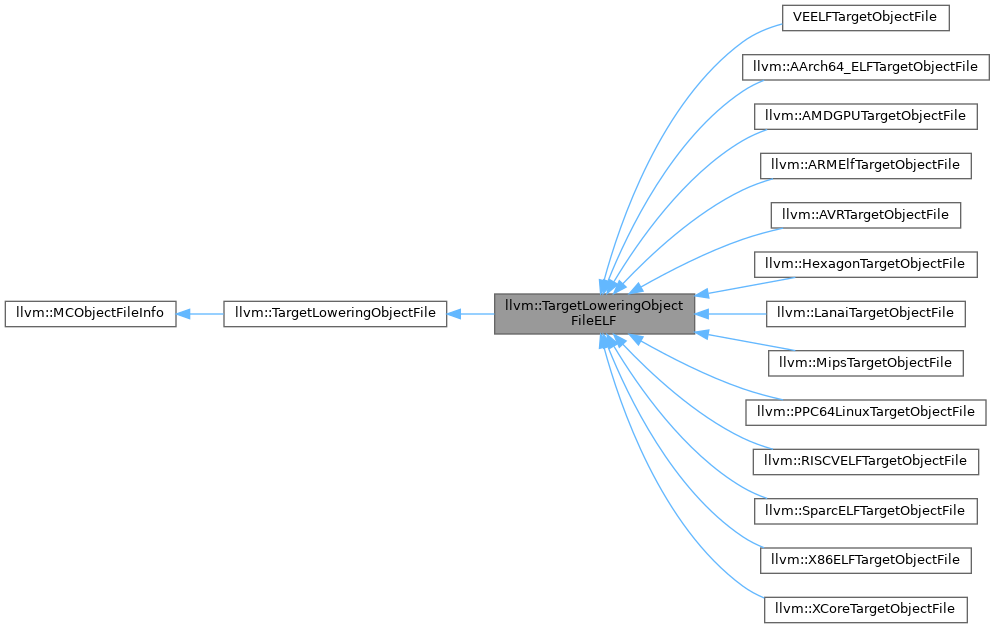 VEELFTargetObjectFile
llvm::AArch64_ELFTargetObjectFile
llvm::AMDGPUTargetObjectFile
llvm::ARMElfTargetObjectFile
llvm::AVRTargetObjectFile
llvm::HexagonTargetObjectFile
llvm::MCObjectFileInfo
llvm::TargetLoweringObjectFile
llvm::TargetLoweringObject
FileELF
llvm::LanaiTargetObjectFile
llvm::MipsTargetObjectFile
llvm::PPC64LinuxTargetObjectFile
llvm::RISCVELFTargetObjectFile
llvm::SparcELFTargetObjectFile
llvm::X86ELFTargetObjectFile
llvm::XCoreTargetObjectFile